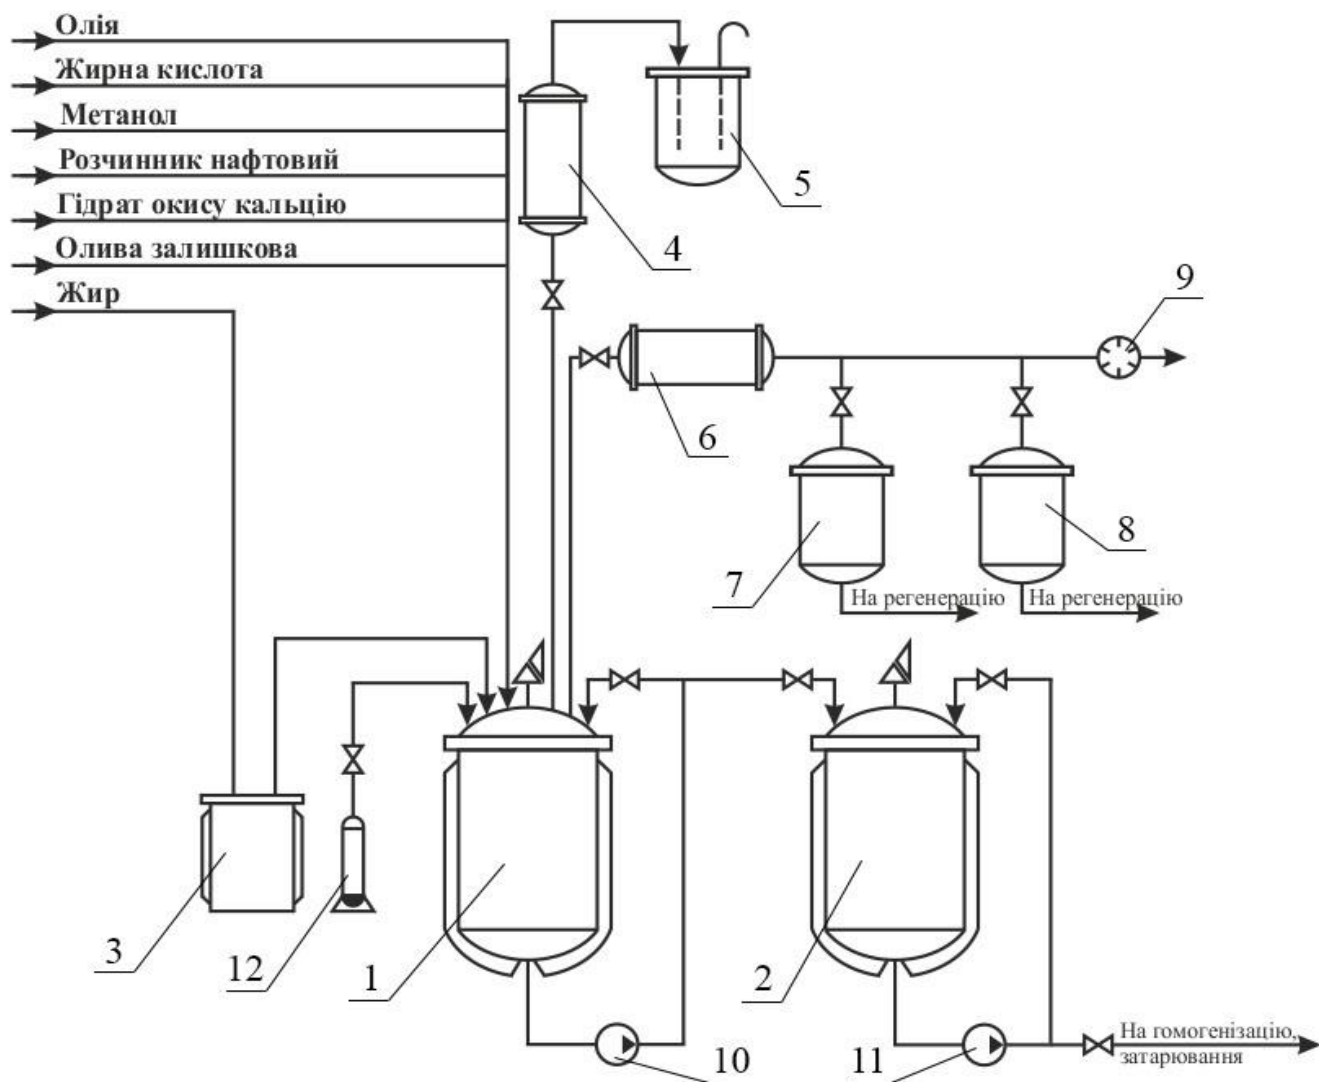 Олія
Жирна кислота
Метанол
Розчинник нафтовий
Гідрат окису кальцію
Олива залишкова
Жир
4
5
9
6
7
8
На регенерацію
На регенерацію
3
12
1
2
10
11
На гомогенізацію,
затарювання